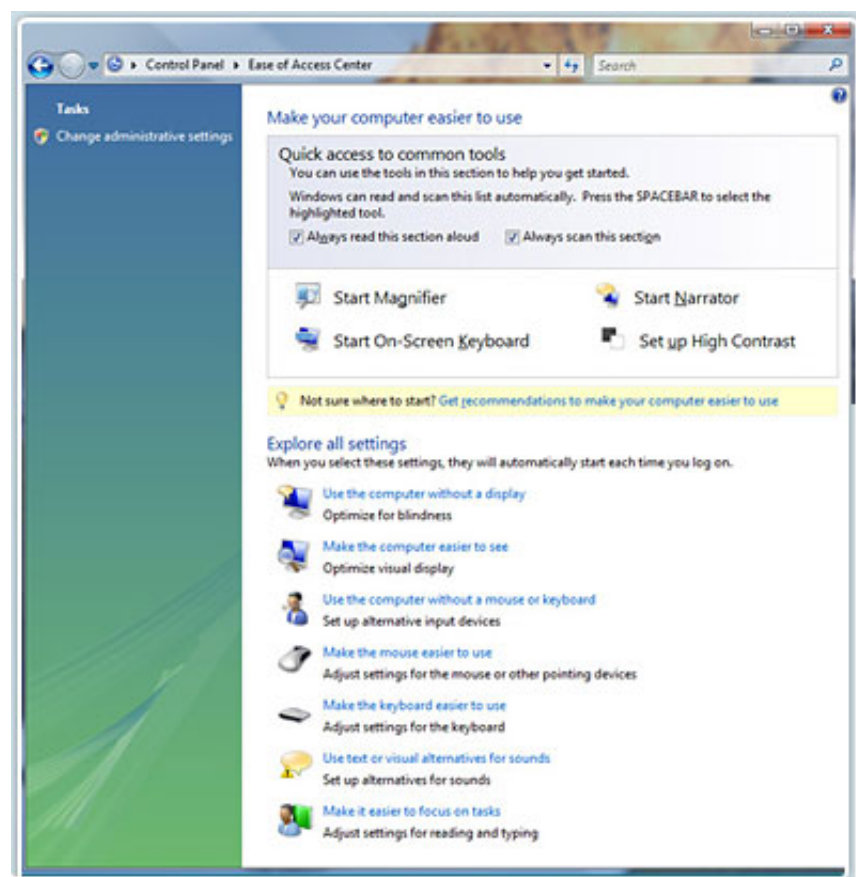 Control Panel Ease of Access Center Search
Tasks
Change administrative settings
Make your computer easier to use
Quick access to common tools
You can use the tools in this section to help you get started.
Windows can read and scan this list automatically. Press the SPACEBAR to select the
highlighted tool.
Always read this section aloud Always scan this section
Start Magnifier Start Narrator
Start On-Screen Keyboard Set up High Contrast
Not sure where to start? Get recommendations to make your computer easier to use
Explore all settings
When you select these settings, they will automatically start each time you log on.
Use the computer without a display
Optimize for blindness
Make the computer easier to see
Optimize visual display
Use the computer without a mouse or keyboard
Set up alternative input devices
Make the mouse easier to use
Adjust settings for the mouse or other pointing devices
Make the keyboard easier to use
Adjust settings for the keyboard
Use text or visual alternatives for sounds
Set up alternatives for sounds
Make it easier to focus on tasks
Adjust settings for reading and typing